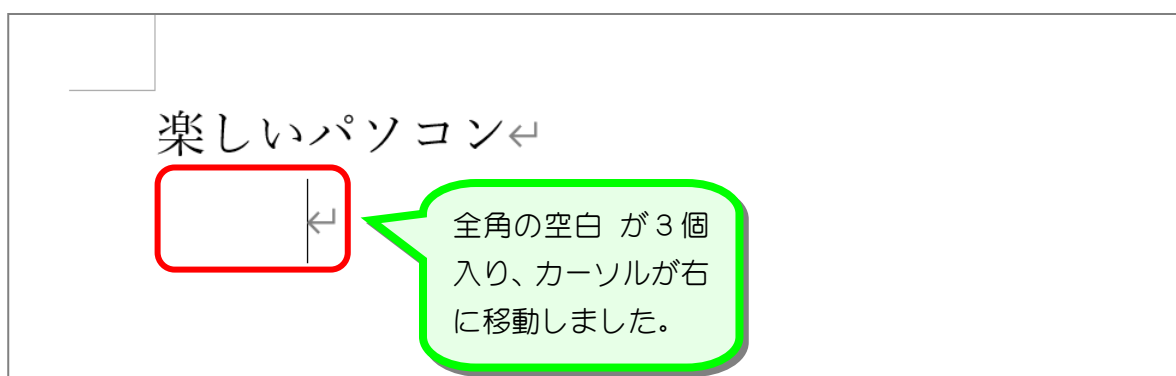 楽しいパソコン↵
↵
全角の空白 が３個
入り、カーソルが右
に移動しました。